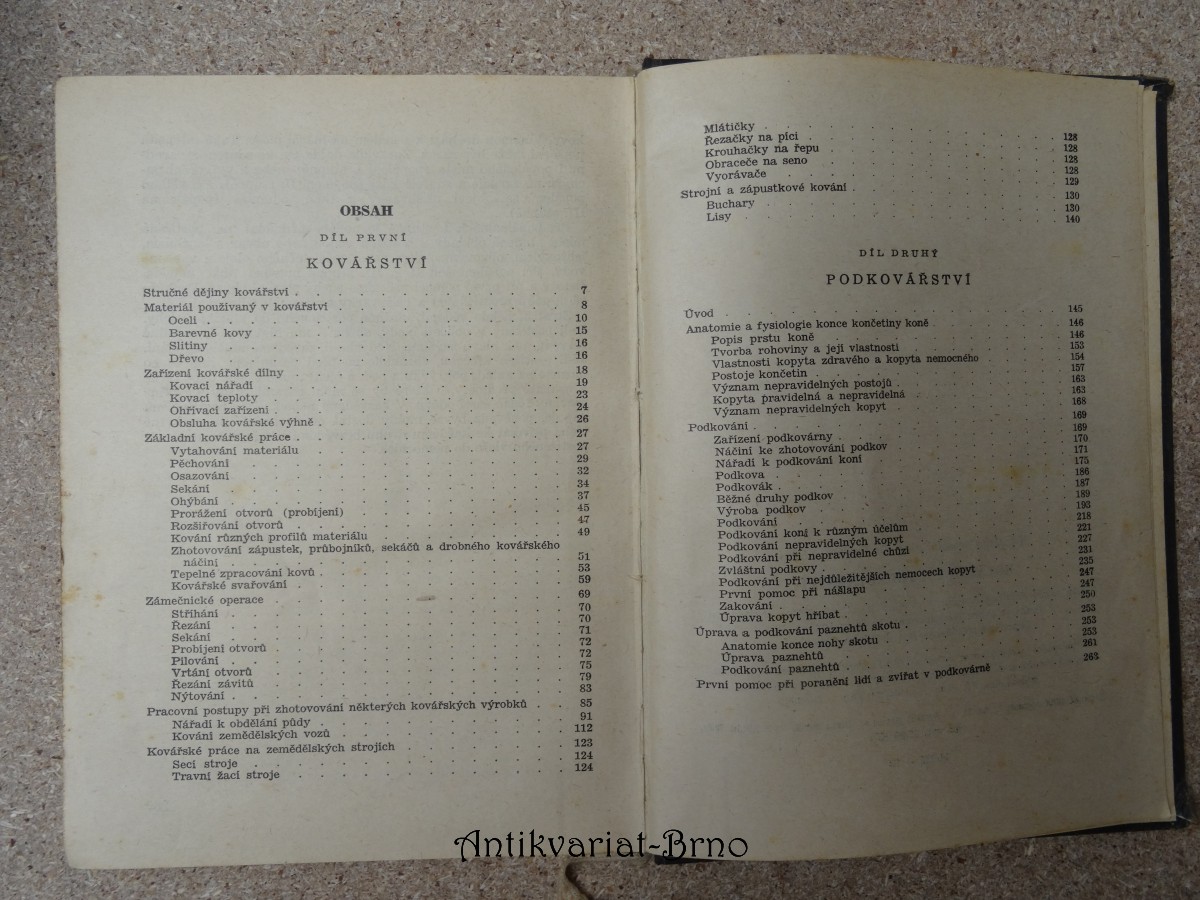 OBSAH
DÍL PRVNÍ
KOVÁŘSTVÍ
Stručné dějiny kovářství . . . 7
Materiál používaný v kovářství . . . 8
Oceli . . . 10
Barevné kovy . . . 15
Slitiny . . . 16
Dřevo . . . 16
Zařízení kovářské dílny . . . 18
Kovací nářadí . . . 19
Kovací teploty . . . 23
Ohřívací zařízení . . . 24
Obsluha kovářské výhně . . . 26
Základní kovářské práce . . . 27
Vytahování materiálu . . . 27
Pěchování . . . 29
Osazování . . . 32
Sekání . . . 34
Ohýbání . . . 37
Prorážení otvorů (probíjení) . . . 45
Rozšiřování otvorů . . . 47
Kování různých profilů materiálu . . . 49
Zhotovování zápustek, průbojníků, sekáčů a drobného kovářského
náčiní . . . 51
Tepelné zpracování kovů . . . 53
Kovářské svařování . . . 59
Zámečnické operace . . . 69
Stříhání . . . 70
Řezání . . . 70
Sekání . . . 71
Probíjení otvorů . . . 72
Pilování . . . 72
Vrtání otvorů . . . 75
Řezání závitů . . . 79
Nýtování . . . 83
Pracovní postupy při zhotovování některých kovářských výrobků . . 85
Nářadí k obdělání půdy . . . 91
Kování zemědělských vozů . . . 112
Kovářské práce na zemědělských strojích . . . 123
Secí stroje . . . 124
Travní žací stroje . . . 124
Mlátičky . . . 128
Řezačky na píci . . . 128
Krouhačky na řepu . . . 128
Obraceče na seno . . . 128
Vyorávače . . . 129
Strojní a zápustkové kování . . . 130
Buchary . . . 130
Lisy . . . 140
DÍL DRUHÝ
PODKOVÁŘSTVÍ
Úvod . . . 145
Anatomie a fysiologie konce končetiny koně . . . 146
Popis prstu koně . . . 146
Tvorba rohoviny a její vlastnosti . . . 153
Vlastnosti kopyta zdravého a kopyta nemocného . . . 154
Postoje končetin . . . 157
Význam nepravidelných postojů . . . 163
Kopyta pravidelná a nepravidelná . . . 163
Význam nepravidelných kopyt . . . 168
Podkování . . . 169
Zařízení podkovárny . . . 169
Náčiní ke zhotovování podkov . . . 170
Nářadí k podkování koní . . . 171
Podkova . . . 175
Podkovák . . . 186
Běžné druhy podkov . . . 187
Výroba podkov . . . 189
Podkování . . . 193
Podkování koní k různým účelům . . . 218
Podkování nepravidelných kopyt . . . 221
Podkování při nepravidelné chůzi . . . 227
Zvláštní podkovy . . . 231
Podkování při nejdůležitějších nemocech kopyt . . . 235
První pomoc při nášlapu . . . 247
Zakování . . . 247
Úprava kopyt hříbat . . . 250
Úprava a podkování paznehtů skotu . . . 253
Anatomie konce nohy skotu . . . 253
Úprava paznehtů . . . 253
Podkování paznehtů . . . 261
První pomoc při poranění lidí a zvířat v podkovárně . . . 263
Antikvariat-Brno